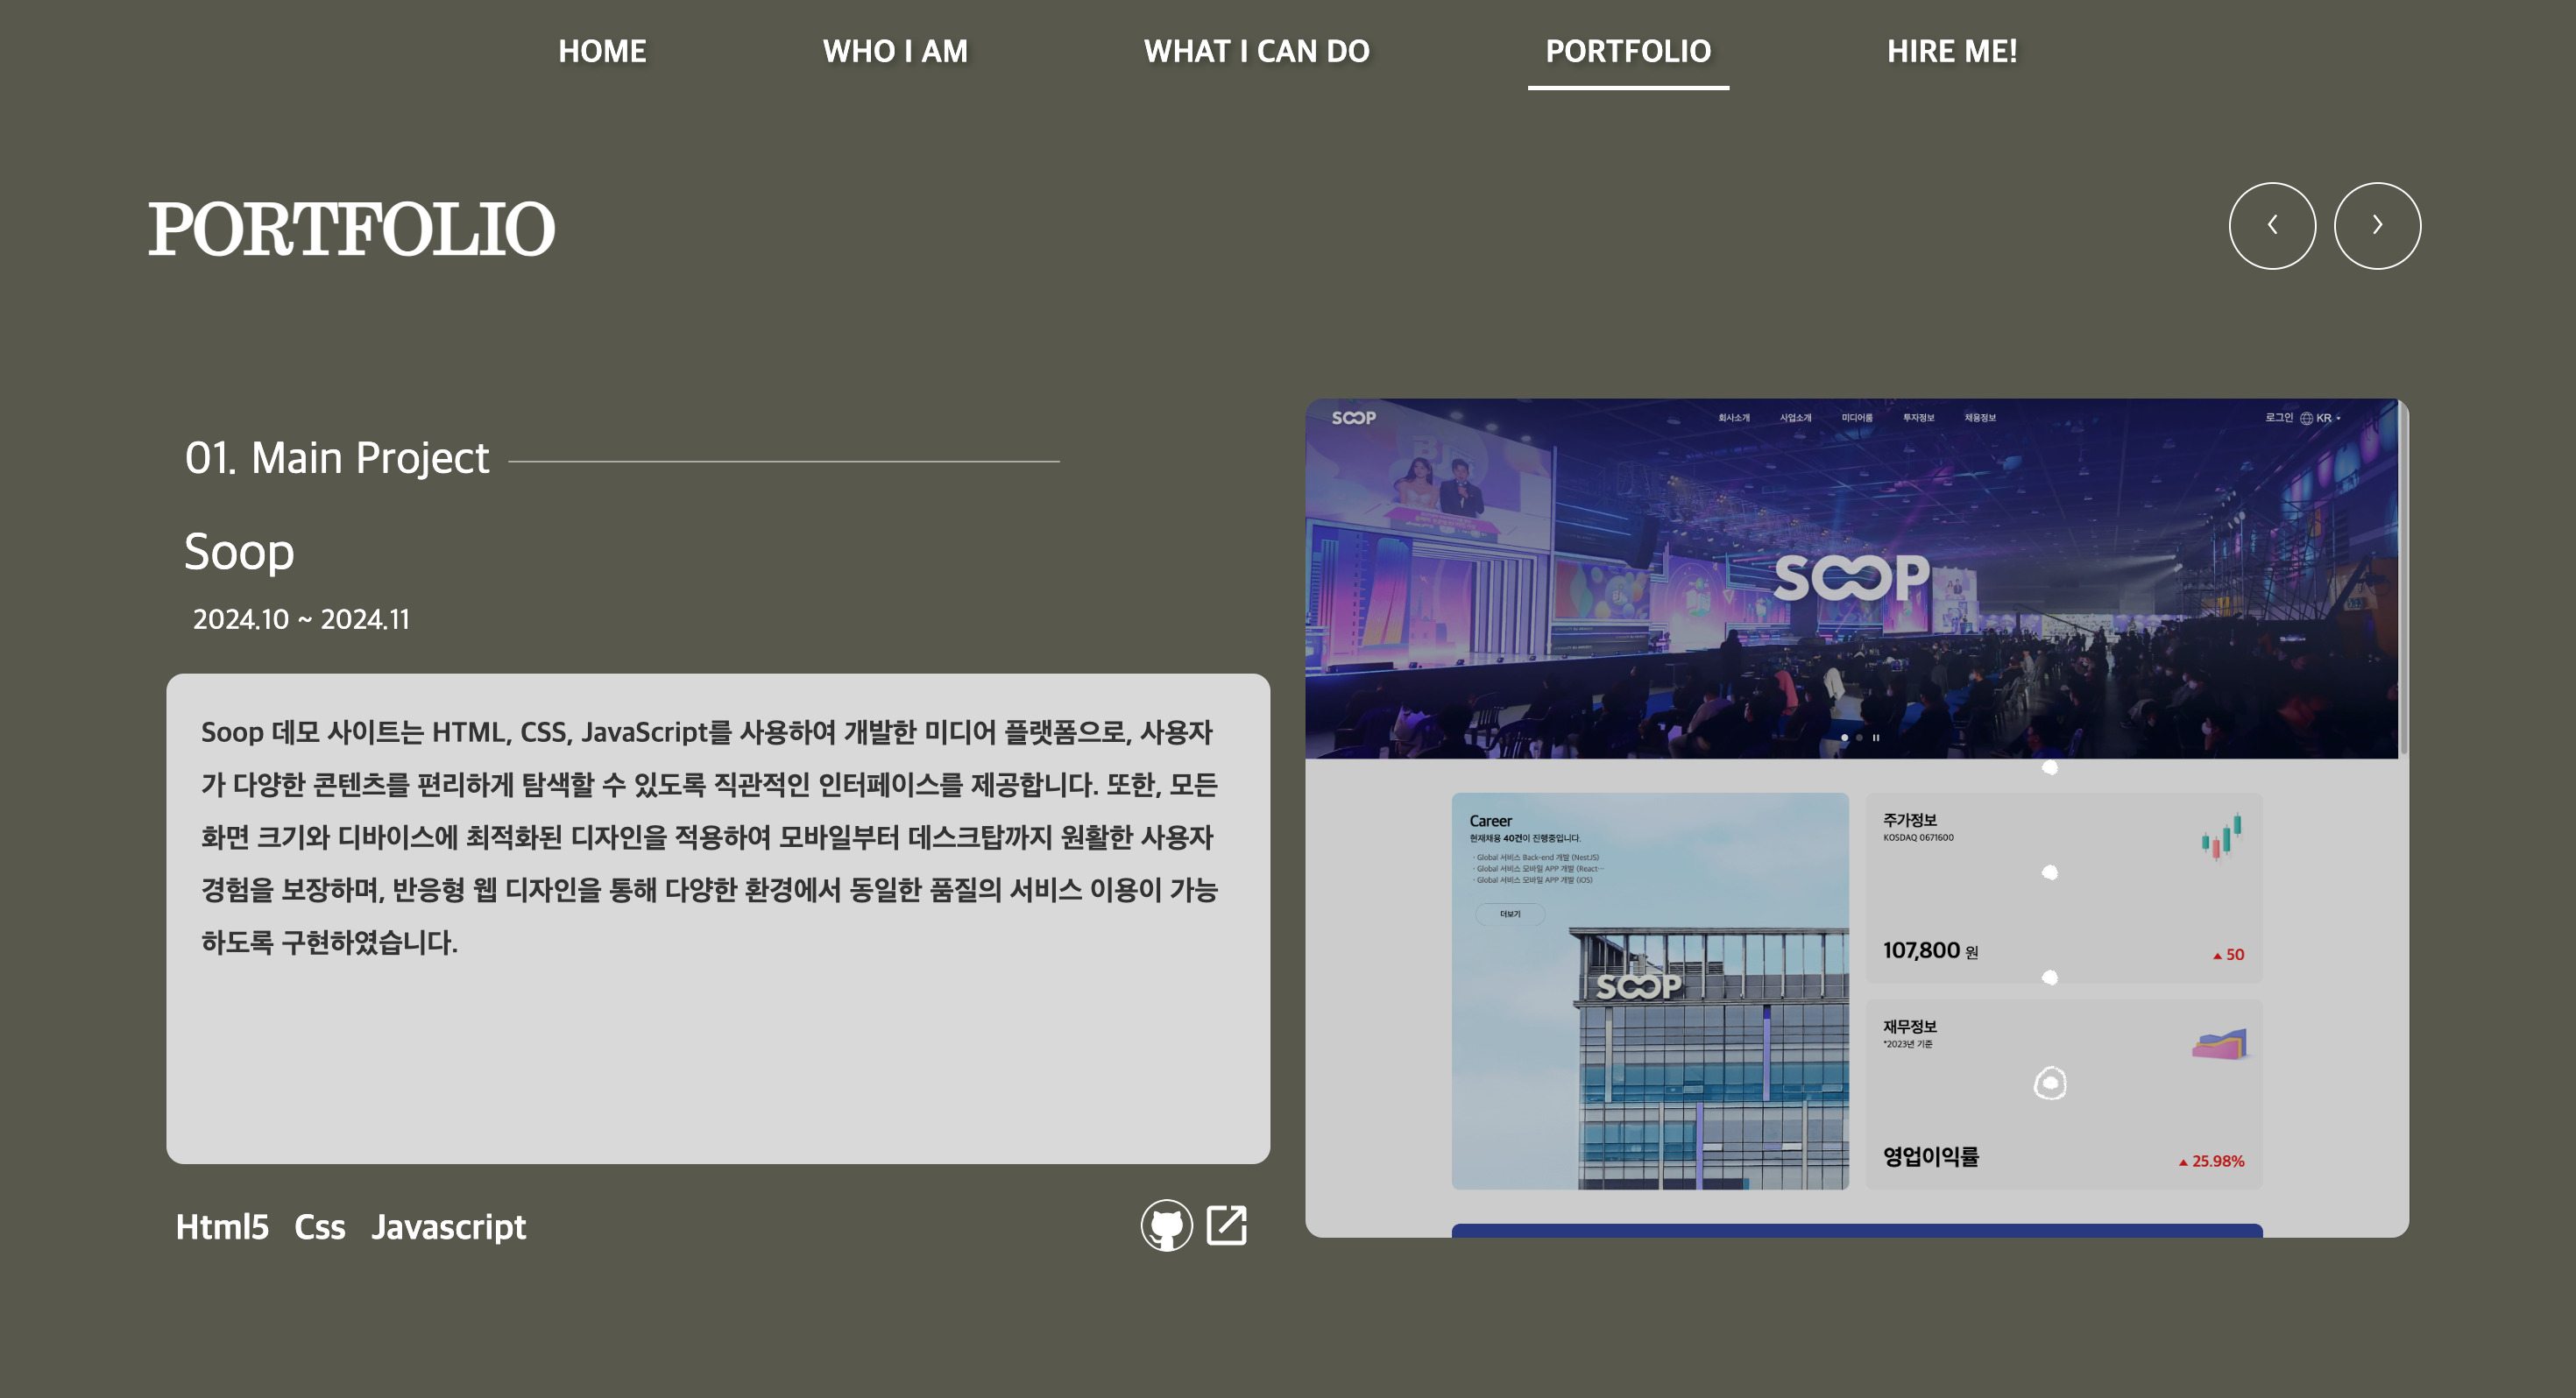 HOME
WHO I AM
WHAT I CAN DO
PORTFOLIO
HIRE ME!
PORTFOLIO
01. Main Project
Soop
2024.10 ~ 2024.11
Soop 데모 사이트는 HTML, CSS, JavaScript를 사용하여 개발한 미디어 플랫폼으로, 사용자
가 다양한 콘텐츠를 편리하게 탐색할 수 있도록 직관적인 인터페이스를 제공합니다. 또한, 모든
화면 크기와 디바이스에 최적화된 디자인을 적용하여 모바일부터 데스크탑까지 원활한 사용자
경험을 보장하며, 반응형 웹 디자인을 통해 다양한 환경에서 동일한 품질의 서비스 이용이 가능
하도록 구현하였습니다.
Html5 Css Javascript
SOOP
회사소개
사업소개
미디어룸
투자정보
채용정보
로그인
KR
SOOP
Career
현재채용 40건이 진행중입니다.
· Global 서비스 Back-end 개발 (NestJS)
· Global 서비스 모바일 APP 개발 (React…
· Global 서비스 모바일 APP 개발 (iOS)
더보기
SOOP
주가정보
KOSDAQ 0671600
107,800 원
▲ 50
재무정보
*2023년 기준
영업이익률
▲ 25.98%